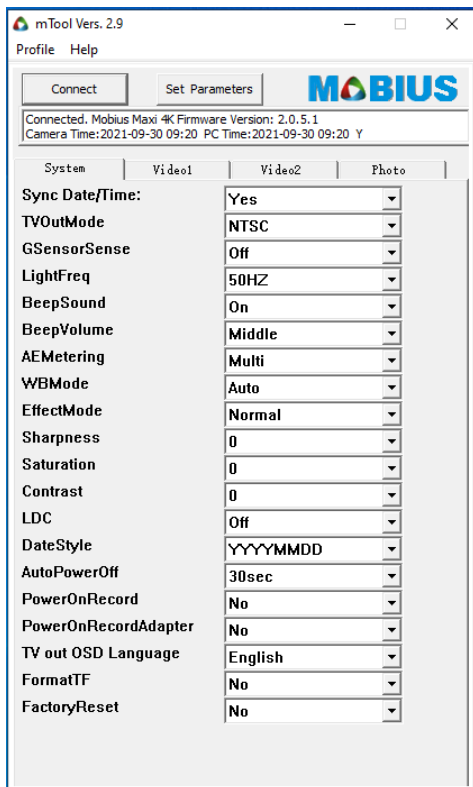 mTool Vers. 2.9
Profile Help
Connect Set Parameters MOBIUS
Connected. Mobius Maxi 4K Firmware Version: 2.0.5.1
Camera Time:2021-09-30 09:20 PC Time:2021-09-30 09:20 Y
System Video1 Video2 Photo
Sync Date/Time: Yes
TVOutMode NTSC
GSensorSense Off
LightFreq 50HZ
BeepSound On
BeepVolume Middle
AEMetering Multi
WBMode Auto
EffectMode Normal
Sharpness 0
Saturation 0
Contrast 0
LDC Off
DateStyle YYYYMMDD
AutoPowerOff 30sec
PowerOnRecord No
PowerOnRecordAdapter No
TV out OSD Language English
FormatTF No
FactoryReset No